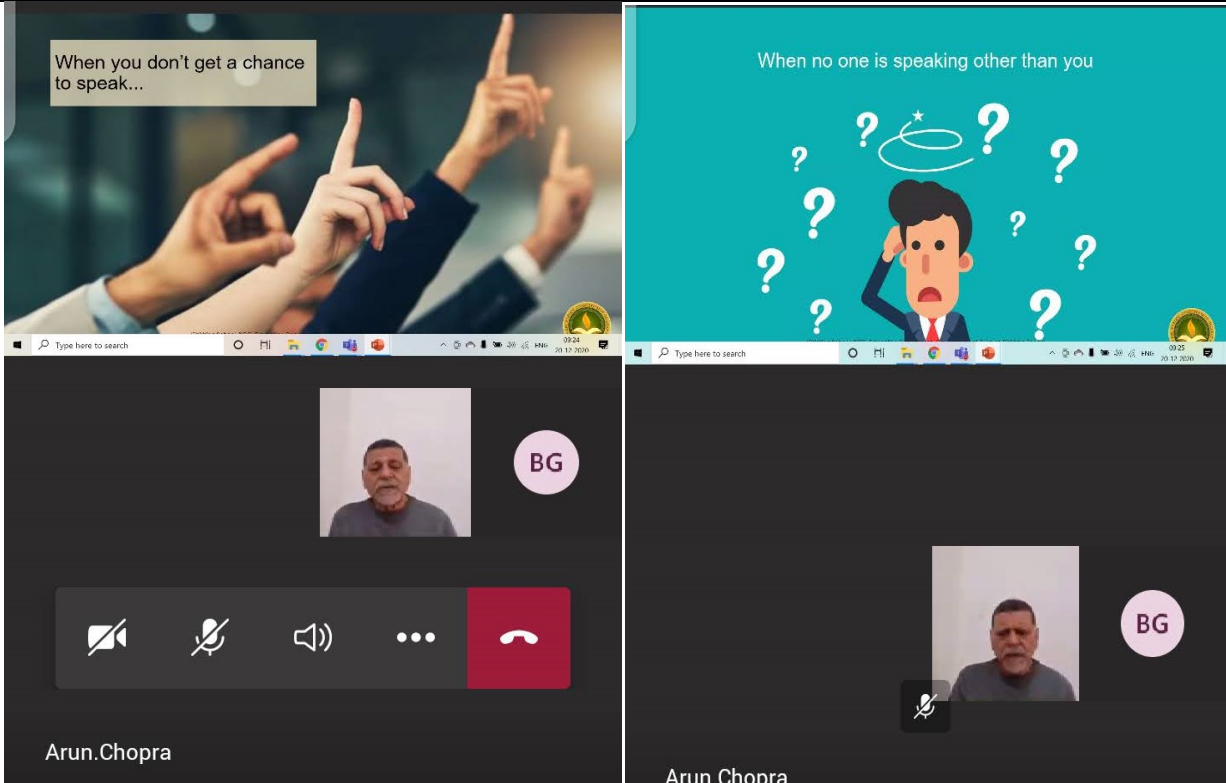 When you don't get a chance
to speak...
Type here to search
ENG
09:24
20-12-2020
BG
Arun.Chopra
When no one is speaking other than you
? ? ? ? ? ? ? ? ? ?
Type here to search
ENG
09:25
20-12-2020
BG
Arun.Chopra